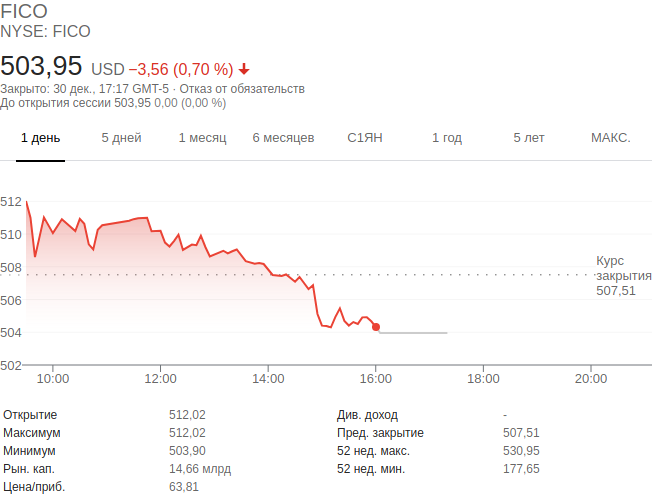 FICO
NYSE: FICO
503,95 USD −3,56 (0,70 %)
Закрыто: 30 дек., 17:17 GMT-5 · Отказ от обязательств
До открытия сессии 503,95 0,00 (0,00 %)
1 день 5 дней 1 месяц 6 месяцев С1ЯН 1 год 5 лет МАКС.
512
510
508
506
504
502
Курс
закрытия
507,51
10:00 12:00 14:00 16:00 18:00 20:00
Открытие 512,02 Див. доход -
Максимум 512,02 Пред. закрытие 507,51
Минимум 503,90 52 нед. макс. 530,95
Рын. кап. 14,66 млрд 52 нед. мин. 177,65
Цена/приб. 63,81